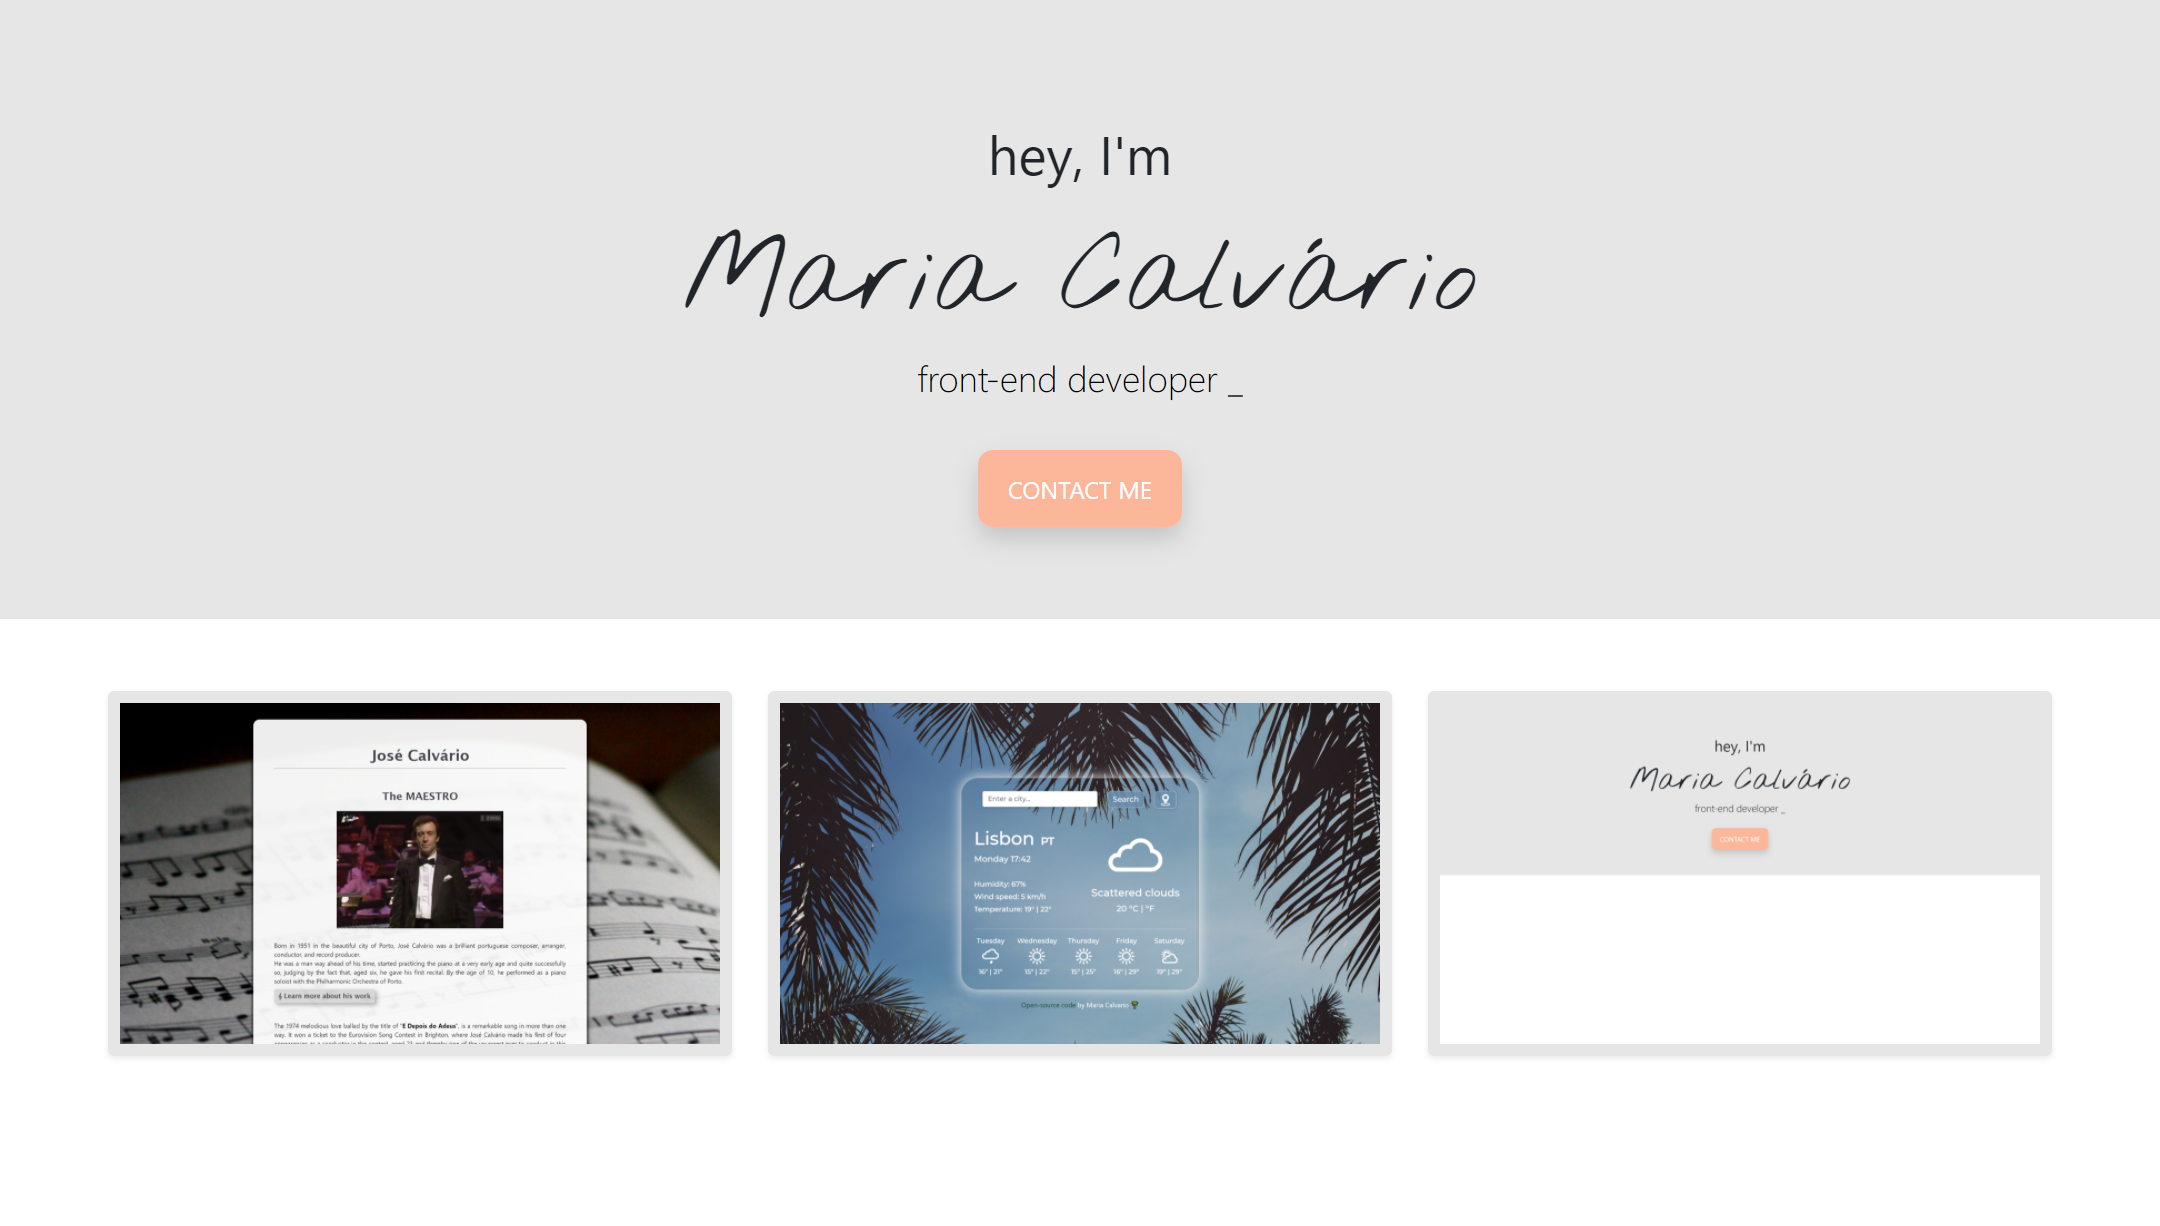 hey, I'm
Maria Calvário
front-end developer _
CONTACT ME
José Calvário
The MAESTRO
Born in 1951 in the beautiful city of Porto, José Calvário was a brilliant portuguese composer, arranger,
conductor, and record producer.
He was a man way ahead of his time, started practicing the piano at a very early age and quite successfully
so, judging by the fact that, aged six, he gave his first recital. By the age of 10, he performed as a piano
soloist with the Philharmonic Orchestra of Porto.
Learn more about his work
The 1974 melodious love ballad by the title of "E Depois do Adeus", is a remarkable song in more than one
way. It won a ticket to the Eurovision Song Contest in Brighton, where José Calvário made his first of four
Enter a city...
Search
Lisbon PT
Monday 17:42
Humidity: 67%
Wind speed: 5 km/h
Temperature: 19° | 22°
Scattered clouds
20 °C | °F
Tuesday Wednesday Thursday Friday Saturday
16° | 21° 15° | 22° 15° | 25° 16° | 29° 19° | 29°
Open-source code by Maria Calvario
hey, I'm
Maria Calvário
front-end developer _
CONTACT ME